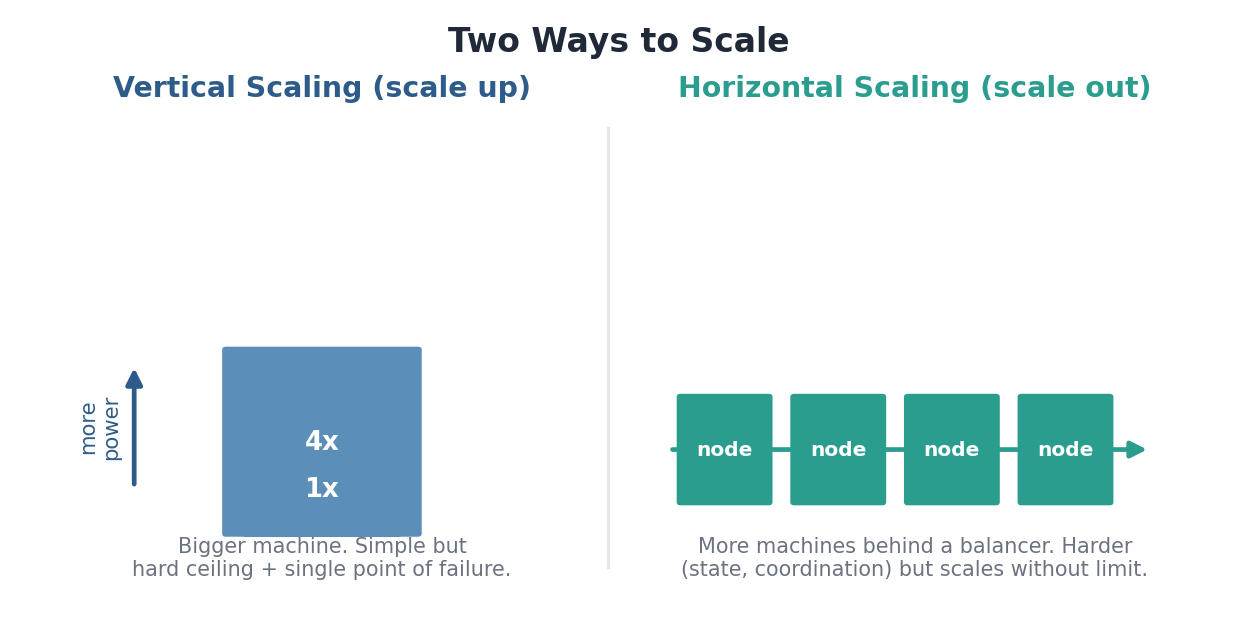 Two Ways to Scale
Vertical Scaling (scale up)
more
power
4x
1x
Bigger machine. Simple but
hard ceiling + single point of failure.
Horizontal Scaling (scale out)
node node node node
More machines behind a balancer. Harder
(state, coordination) but scales without limit.